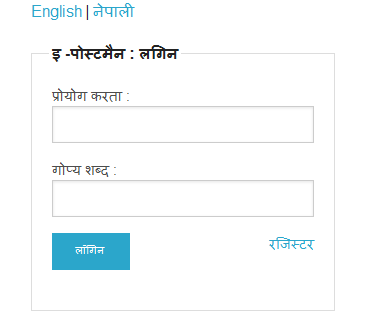 English | नेपाली
इ -पोस्टमैन : लगिन
प्रोयोग करता :
गोप्य शब्द :
लॉगिन
रजिस्टर